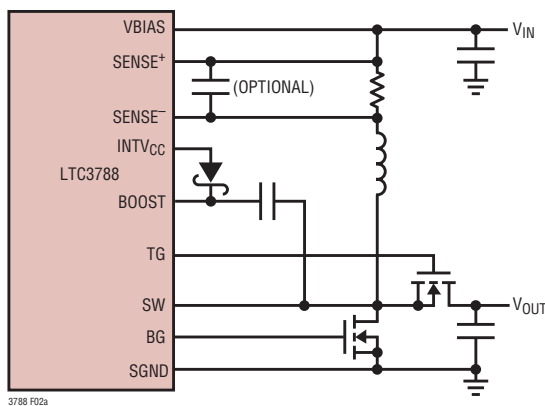 VBIAS
V_IN
SENSE+
(OPTIONAL)
SENSE–
INTV_CC
LTC3788
BOOST
TG
SW
V_OUT
BG
SGND
3788 F02a